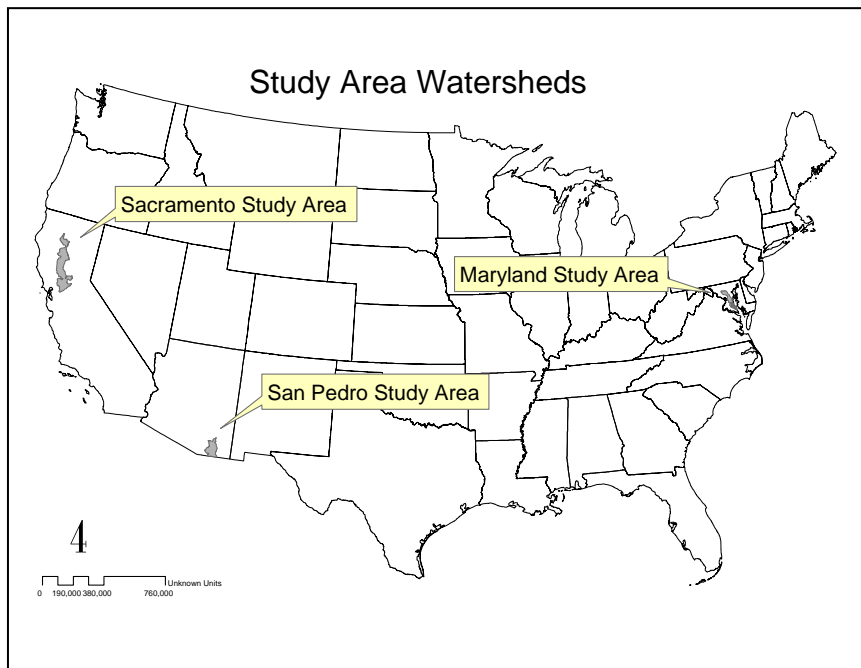 Study Area Watersheds
Sacramento Study Area
Maryland Study Area
San Pedro Study Area
4
Unknown Units
0 190,000 380,000 760,000